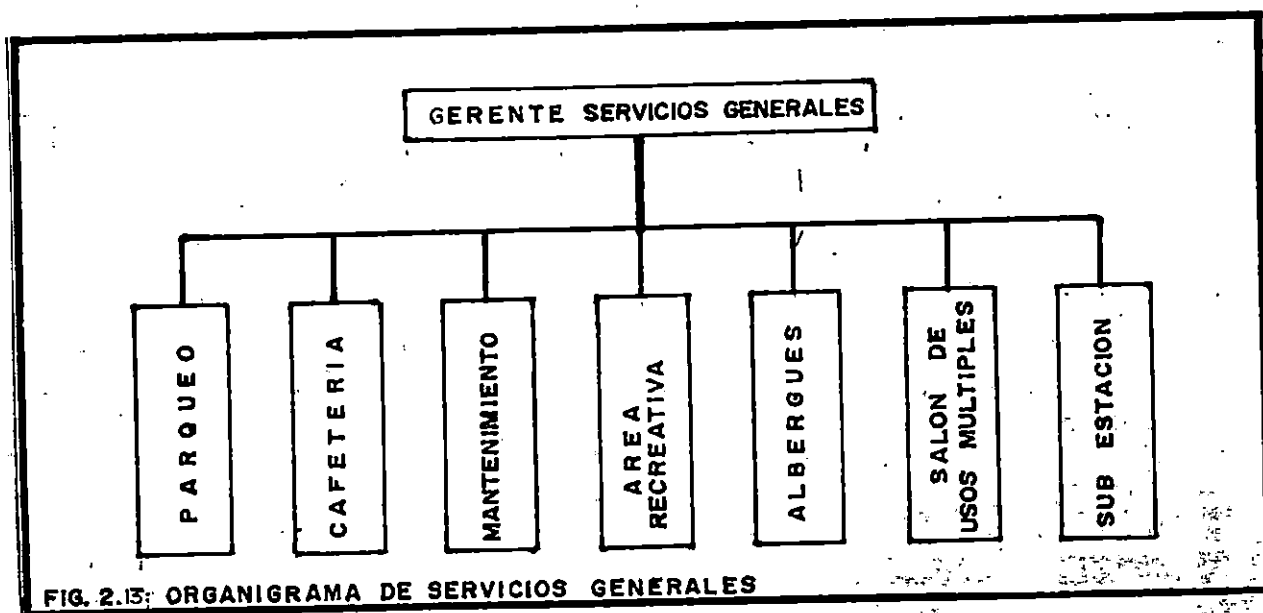 GERENTE SERVICIOS GENERALES
PARQUEO
CAFETERIA
MANTENIMIENTO
AREA
RECREATIVA
ALBERGUES
SALON DE
USOS MULTIPLES
SUB ESTACION
FIG. 2.13: ORGANIGRAMA DE SERVICIOS GENERALES